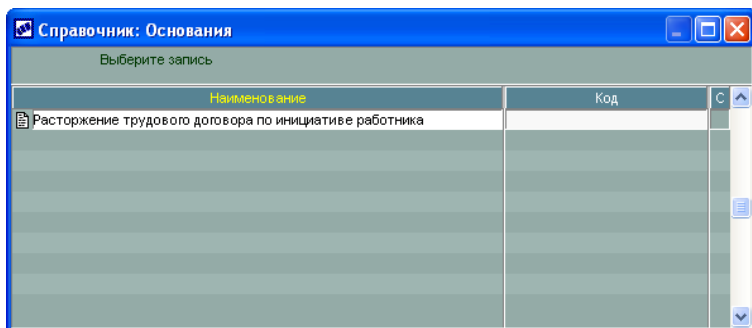 Справочник: Основания
Выберите запись
Наименование Код С
Расторжение трудового договора по инициативе работника